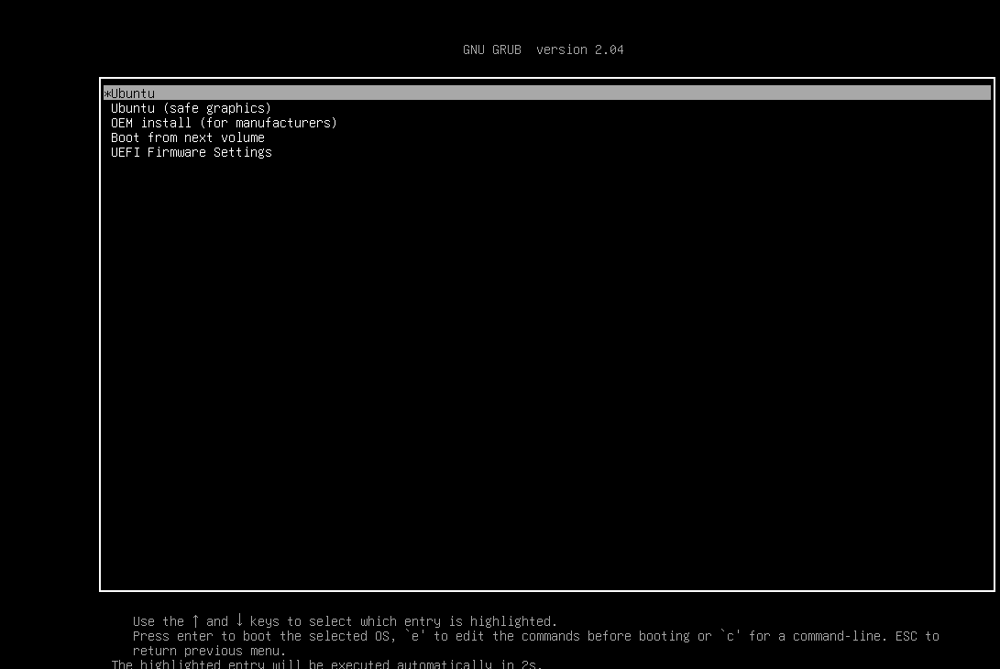 GNU GRUB  version 2.04
*Ubuntu
Ubuntu (safe graphics)
OEM install (for manufacturers)
Boot from next volume
UEFI Firmware Settings
Use the ↑ and ↓ keys to select which entry is highlighted.
Press enter to boot the selected OS, `e' to edit the commands before booting or `c' for a command-line. ESC to
return previous menu.
The highlighted entry will be executed automatically in 2s.